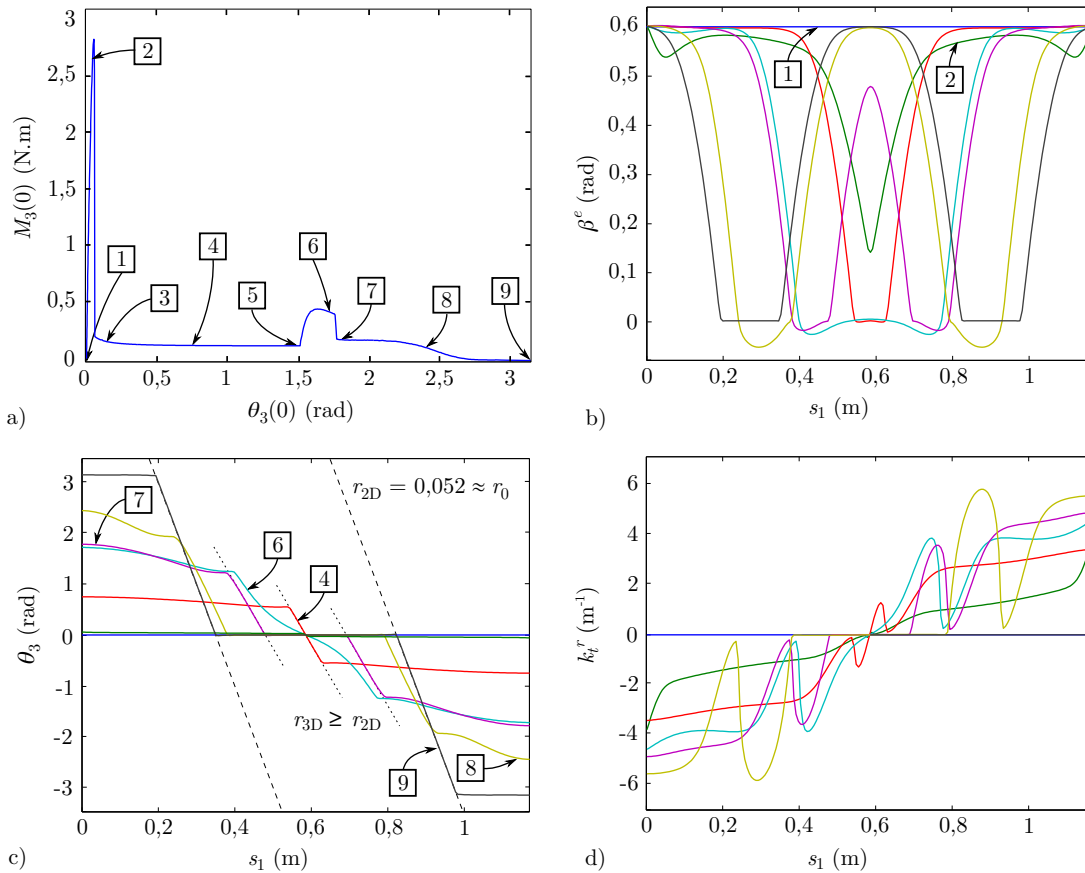 M₃(0) (N.m)
3
2,5
2
1,5
1
0,5
0
0 0,5 1 1,5 2 2,5 3
θ₃(0) (rad)
1
2
3
4
5
6
7
8
9
a)
βᵉ (rad)
0,6
0,5
0,4
0,3
0,2
0,1
0
0 0,2 0,4 0,6 0,8 1
s₁ (m)
1
2
b)
θ₃ (rad)
3
2
1
0
-1
-2
-3
0 0,2 0,4 0,6 0,8 1
s₁ (m)
r₂D = 0,052 ≈ r₀
r₃D ≥ r₂D
7
6
4
9
8
c)
kₜʳ (m⁻¹)
6
4
2
0
-2
-4
-6
0 0,2 0,4 0,6 0,8 1
s₁ (m)
d)